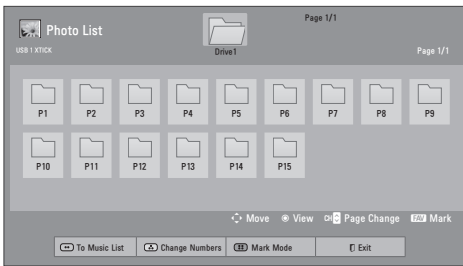 Photo List
Page 1/1
USB 1 XTICK
Drive1
Page 1/1
P1 P2 P3 P4 P5 P6 P7 P8 P9
P10 P11 P12 P13 P14 P15
Move View CH Page Change FAV Mark
To Music List Change Numbers Mark Mode Exit